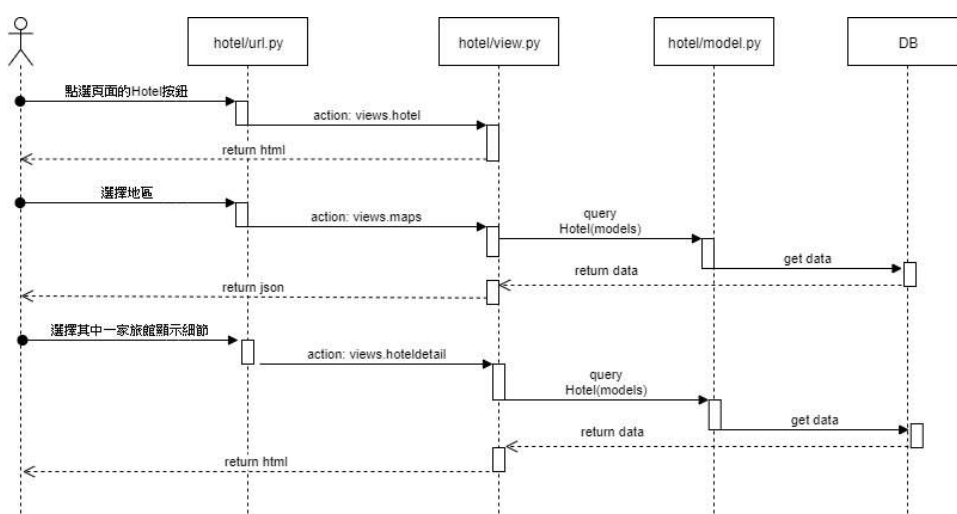 hotel/url.py
hotel/view.py
hotel/model.py
DB
點選頁面的Hotel按鈕
action: views.hotel
return html
選擇地區
action: views.maps
query
Hotel(models)
get data
return data
return json
選擇其中一家旅館顯示細節
action: views.hoteldetail
query
Hotel(models)
get data
return data
return html